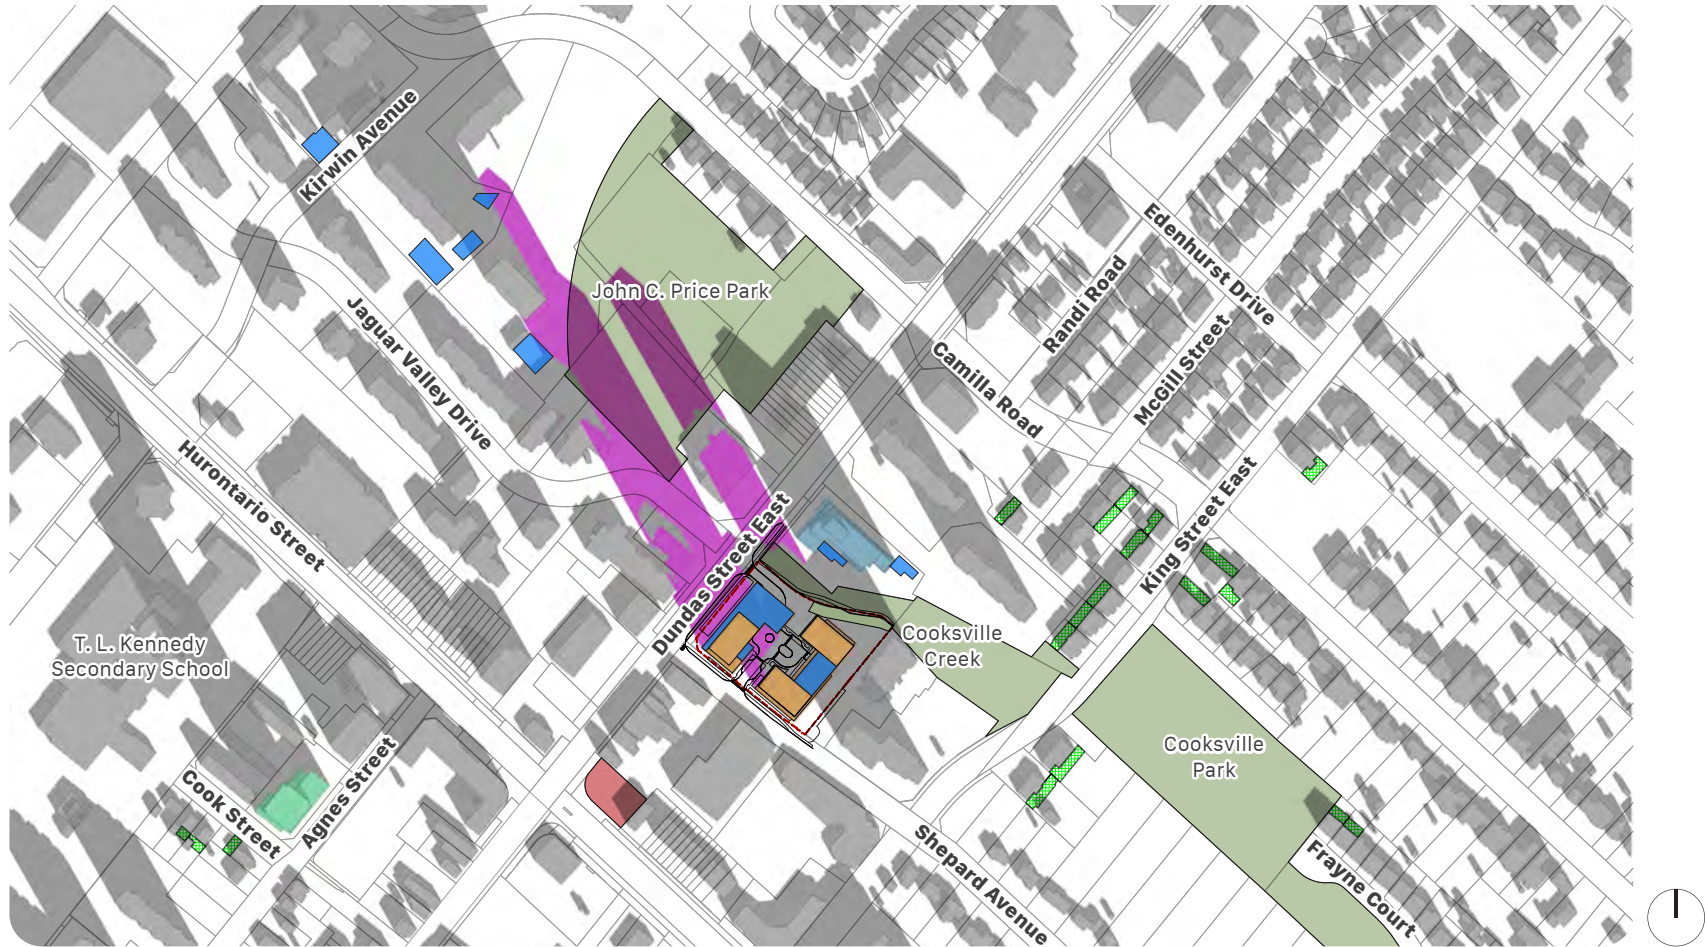 Kirwin Avenue
John C. Price Park
Edenhurst Drive
Randi Road
Jaguar Valley Drive
McGill Street
Camilla Road
Hurontario Street
King Street East
Dundas Street East
T. L. Kennedy
Secondary School
Cooksville
Creek
Cooksville
Park
Cook Street
Agnes Street
Shepard Avenue
Frayne Court